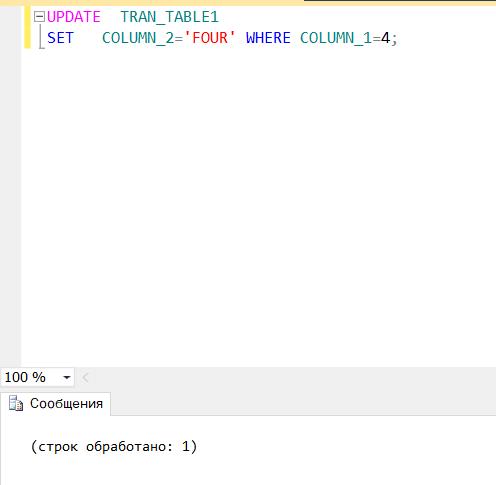 UPDATE TRAN_TABLE1
SET COLUMN_2='FOUR' WHERE COLUMN_1=4;
100 %
Сообщения
(строк обработано: 1)